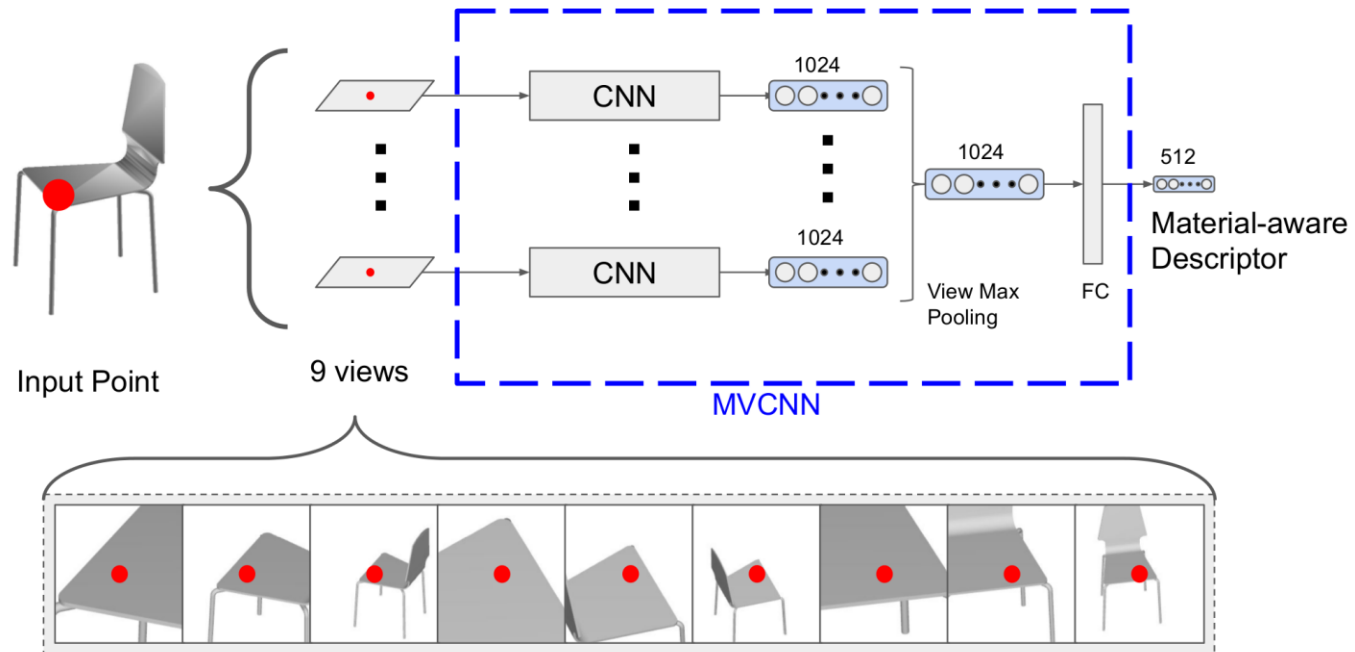 1024
CNN
1024
512
Material-aware
Descriptor
1024
CNN
View Max
Pooling
FC
Input Point
9 views
MVCNN